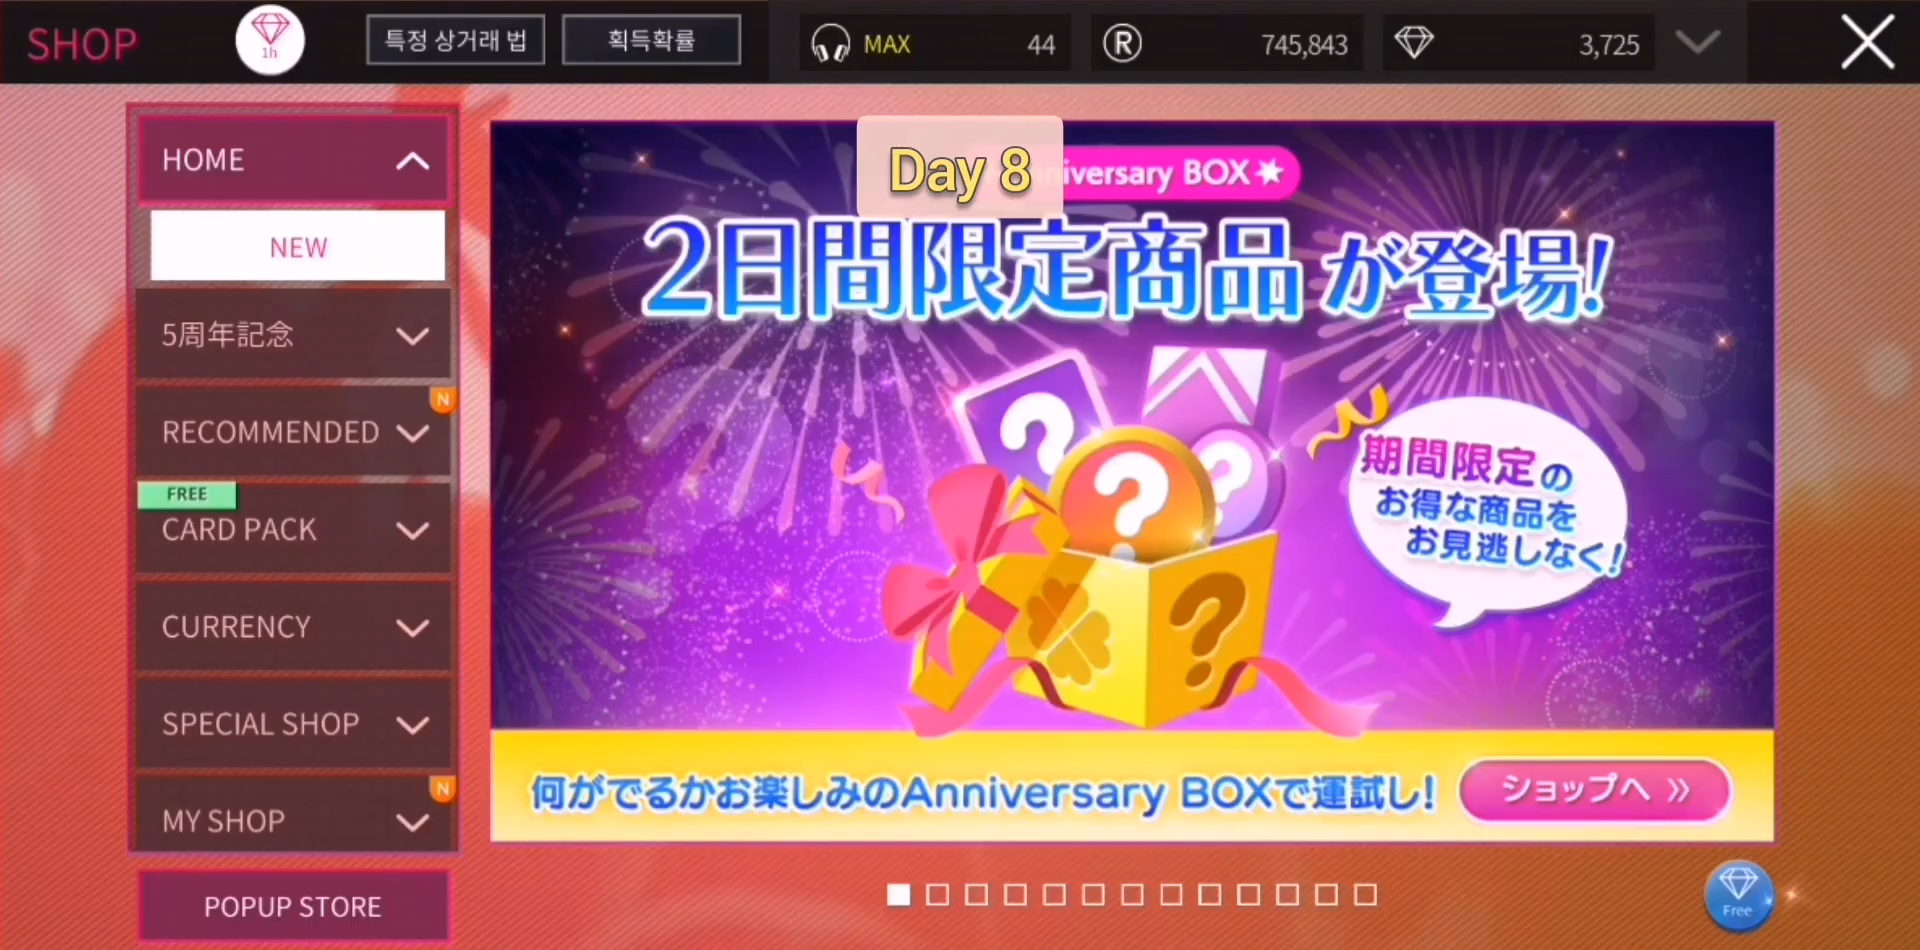 SHOP
1h
특정 상거래 법
획득확률
MAX
44
745,843
3,725
HOME
NEW
5周年記念
RECOMMENDED
N
FREE
CARD PACK
CURRENCY
SPECIAL SHOP
MY SHOP
N
POPUP STORE
Day 8
niversary BOX
2日間限定商品が登場!
期間限定の
お得な商品を
お見逃しなく!
何がでるかお楽しみのAnniversary BOXで運試し!
ショップへ
Free